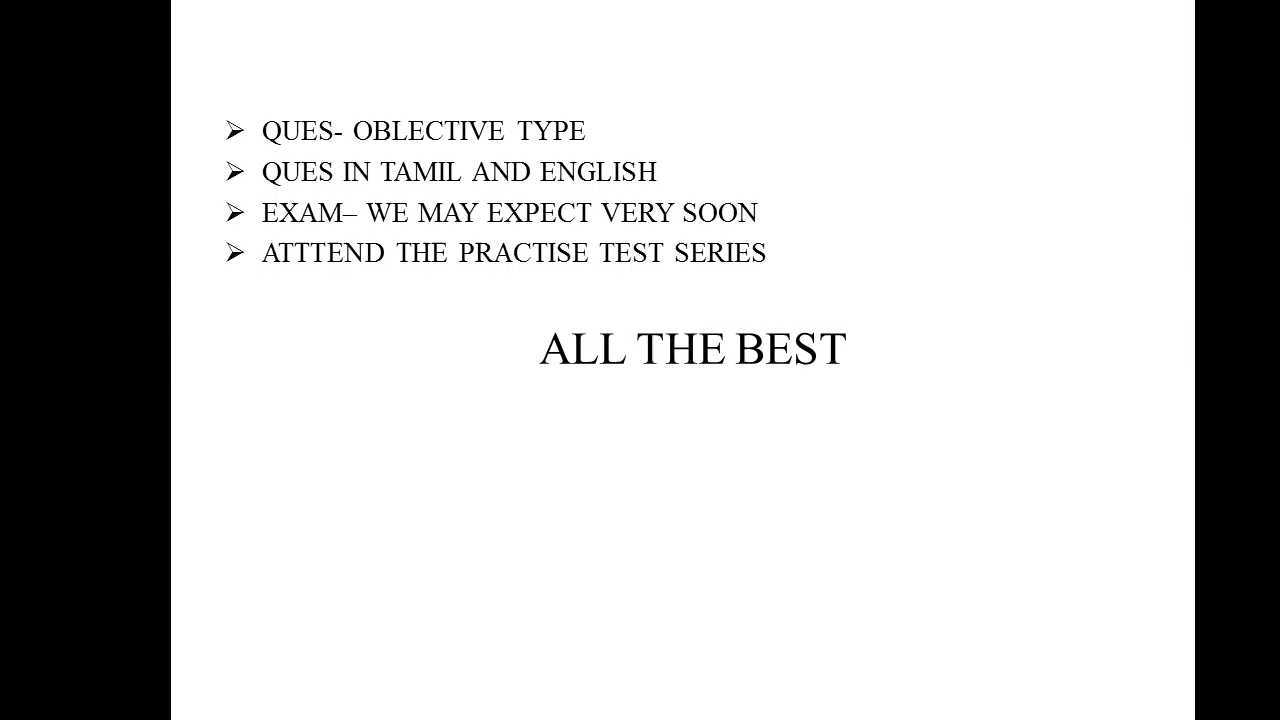 ➢ QUES- OBLECTIVE TYPE
➢ QUES IN TAMIL AND ENGLISH
➢ EXAM– WE MAY EXPECT VERY SOON
➢ ATTTEND THE PRACTISE TEST SERIES
ALL THE BEST